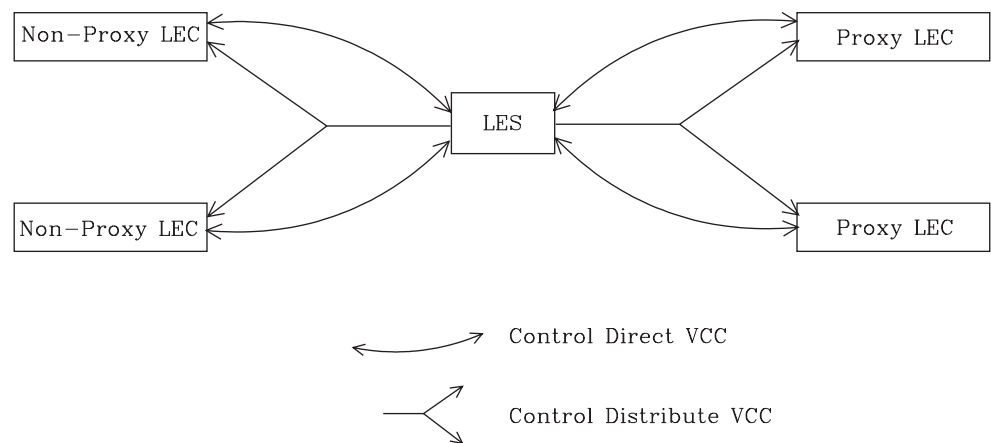 Non-Proxy LEC
Proxy LEC
LES
Non-Proxy LEC
Proxy LEC
Control Direct VCC
Control Distribute VCC